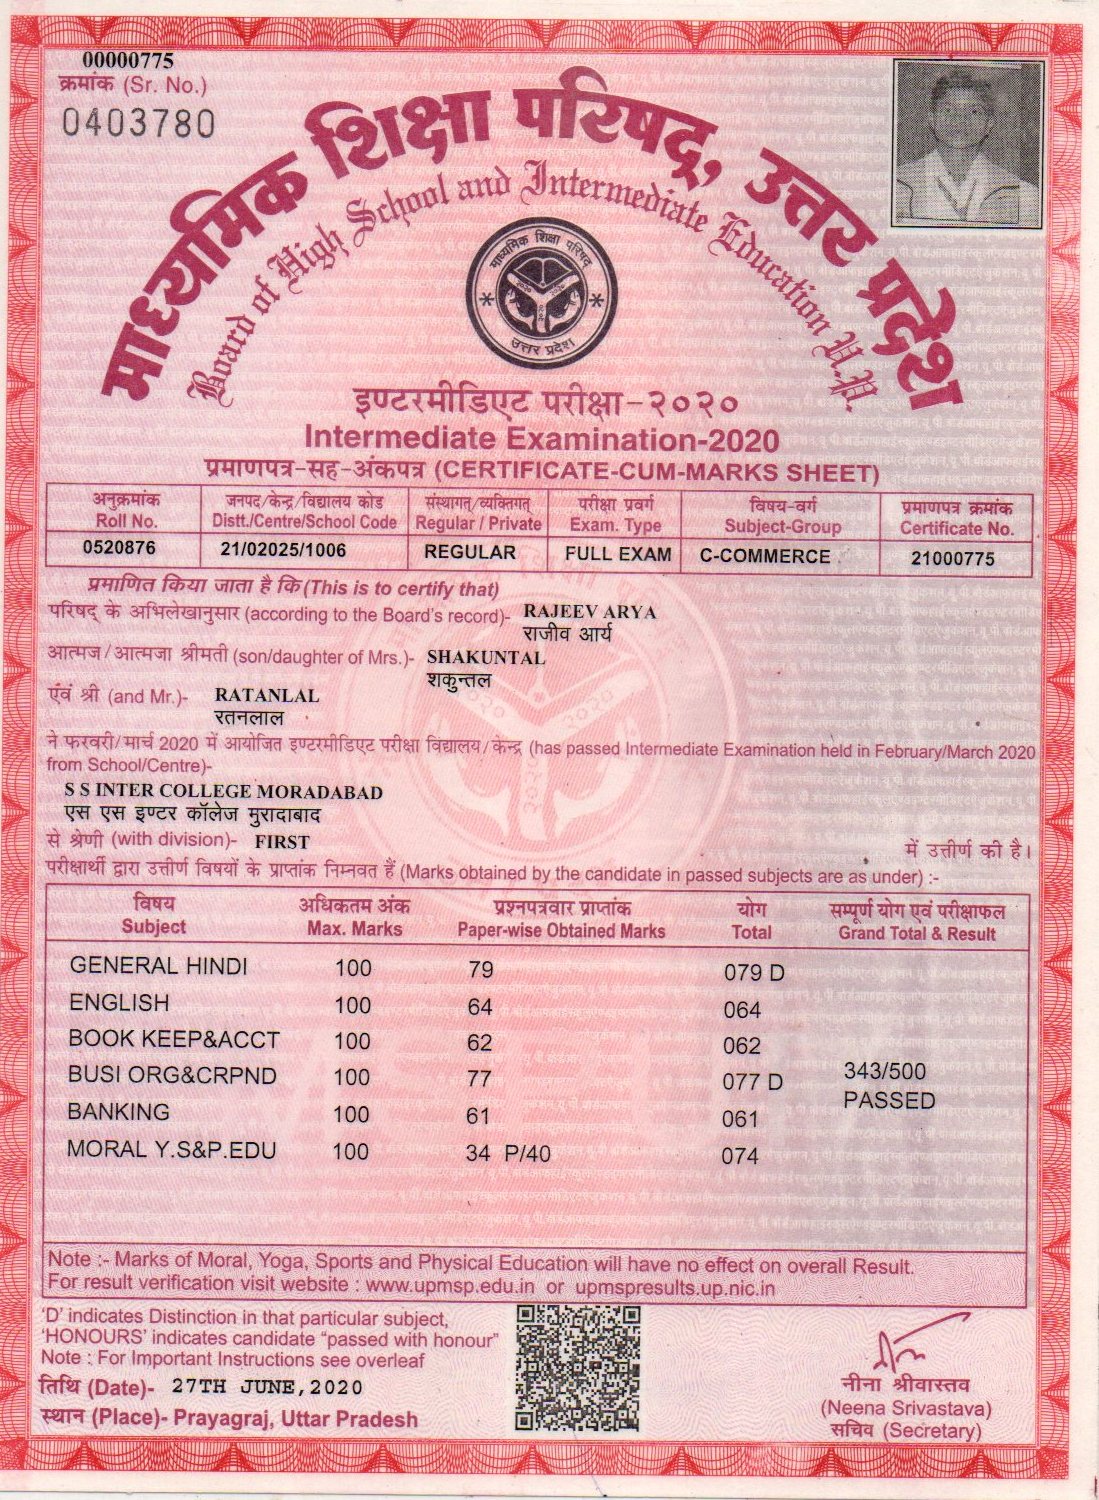 00000775
क्रमांक (Sr. No.)
0403780
माध्यमिक शिक्षा परिषद्, उत्तर प्रदेश
Board of High School and Intermediate Education U.P.
माध्यमिक शिक्षा परिषद्
उत्तर प्रदेश
इण्टरमीडिएट परीक्षा-२०२०
Intermediate Examination-2020
प्रमाणपत्र-सह-अंकपत्र (CERTIFICATE-CUM-MARKS SHEET)
अनुक्रमांक जनपद/केन्द्र/विद्यालय कोड संस्थागत्/व्यक्तिगत् परीक्षा प्रवर्ग विषय-वर्ग प्रमाणपत्र क्रमांक
Roll No. Distt./Centre/School Code Regular / Private Exam. Type Subject-Group Certificate No.
0520876 21/02025/1006 REGULAR FULL EXAM C-COMMERCE 21000775
प्रमाणित किया जाता है कि (This is to certify that)
परिषद् के अभिलेखानुसार (according to the Board's record)- RAJEEV ARYA
राजीव आर्य
आत्मज/आत्मजा श्रीमती (son/daughter of Mrs.)- SHAKUNTAL
शकुन्तल
एंवं श्री (and Mr.)- RATANLAL
रतनलाल
ने फरवरी/मार्च 2020 में आयोजित इण्टरमीडिएट परीक्षा विद्यालय/केन्द्र (has passed Intermediate Examination held in February/March 2020
from School/Centre)-
S S INTER COLLEGE MORADABAD
एस एस इण्टर कॉलेज मुरादाबाद
से श्रेणी (with division)- FIRST में उत्तीर्ण की है।
परीक्षार्थी द्वारा उत्तीर्ण विषयों के प्राप्तांक निम्नवत हैं (Marks obtained by the candidate in passed subjects are as under) :-
विषय अधिकतम अंक प्रश्नपत्रवार प्राप्तांक योग सम्पूर्ण योग एवं परीक्षाफल
Subject Max. Marks Paper-wise Obtained Marks Total Grand Total & Result
GENERAL HINDI 100 79 079 D
ENGLISH 100 64 064
BOOK KEEP&ACCT 100 62 062
BUSI ORG&CRPND 100 77 077 D 343/500
PASSED
BANKING 100 61 061
MORAL Y.S&P.EDU 100 34 P/40 074
Note :- Marks of Moral, Yoga, Sports and Physical Education will have no effect on overall Result.
For result verification visit website : www.upmsp.edu.in or upmspresults.up.nic.in
'D' indicates Distinction in that particular subject,
'HONOURS' indicates candidate "passed with honour"
Note : For Important Instructions see overleaf
तिथि (Date)- 27TH JUNE,2020
स्थान (Place)- Prayagraj, Uttar Pradesh
नीना श्रीवास्तव
(Neena Srivastava)
सचिव (Secretary)